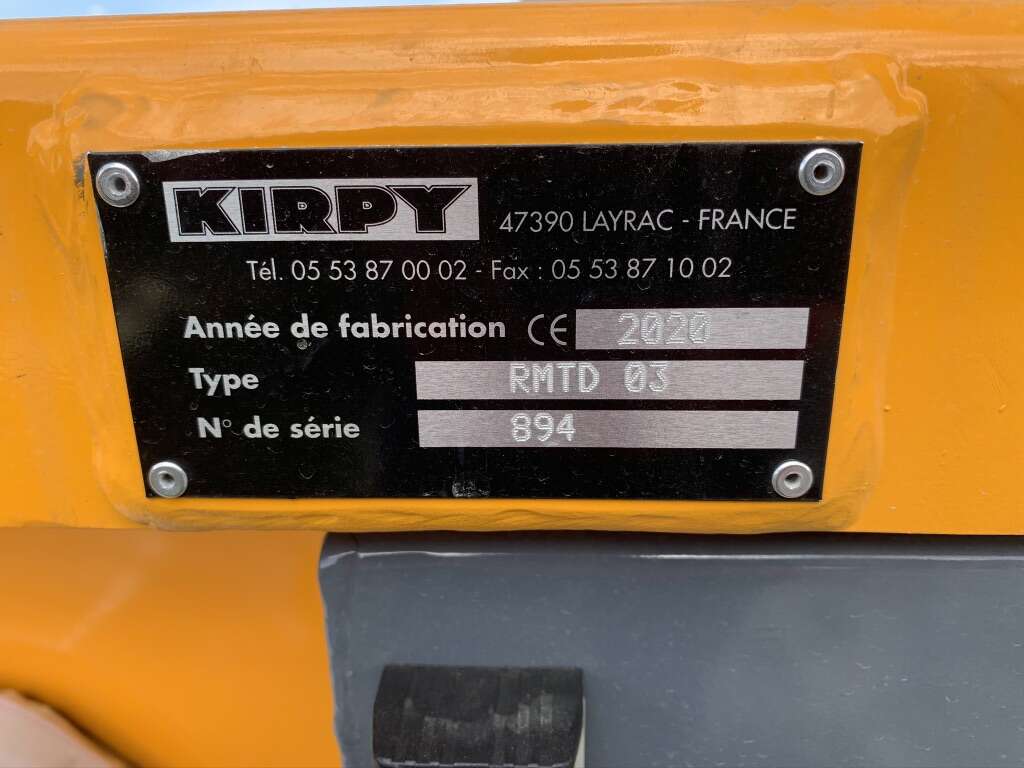 KIRPY 47390 LAYRAC - FRANCE
Tél. 05 53 87 00 02 - Fax : 05 53 87 10 02
Année de fabrication CE 2020
Type RMTD 03
N° de série 894